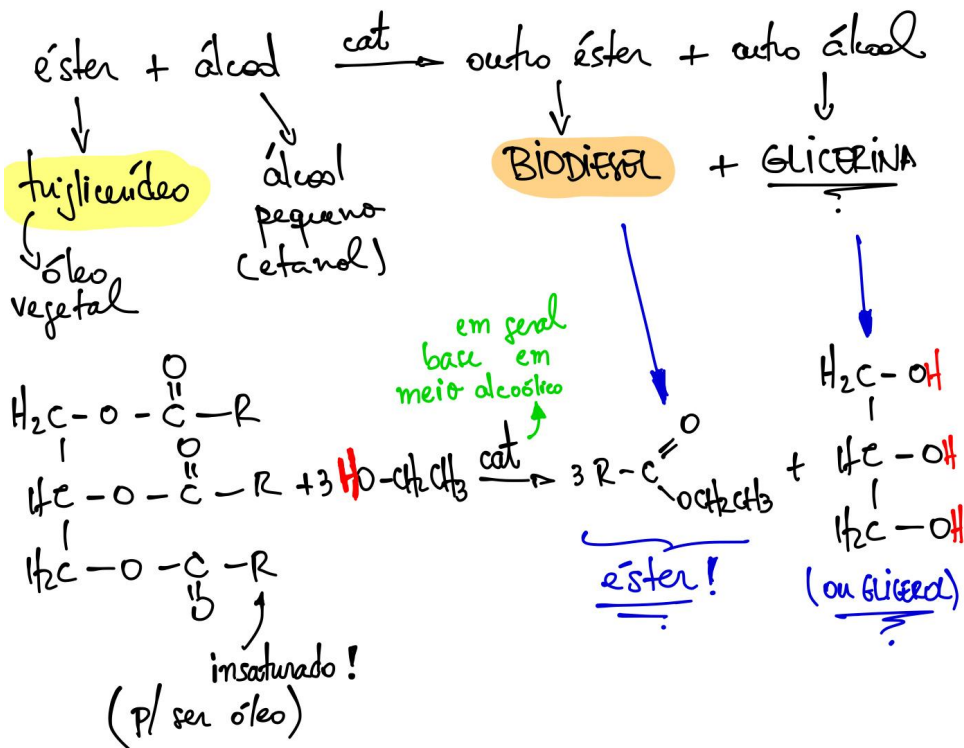 éster + álcool cat → outro éster + outro álcool
triglicerídeo
óleo
vegetal
álcool
pequeno
(etanol)
BIODIESEL + GLICERINA
em geral
base em
meio alcoólico
H₂C - O - C - R
O
HC - O - C - R
O
H₂C - O - C - R
O
+ 3 HO-CH₂CH₃ cat →
3 R - C
O
OCH₂CH₃
+
H₂C - OH
HC - OH
H₂C - OH
éster!
(ou GLICEROL)
insaturado!
(p/ ser óleo)